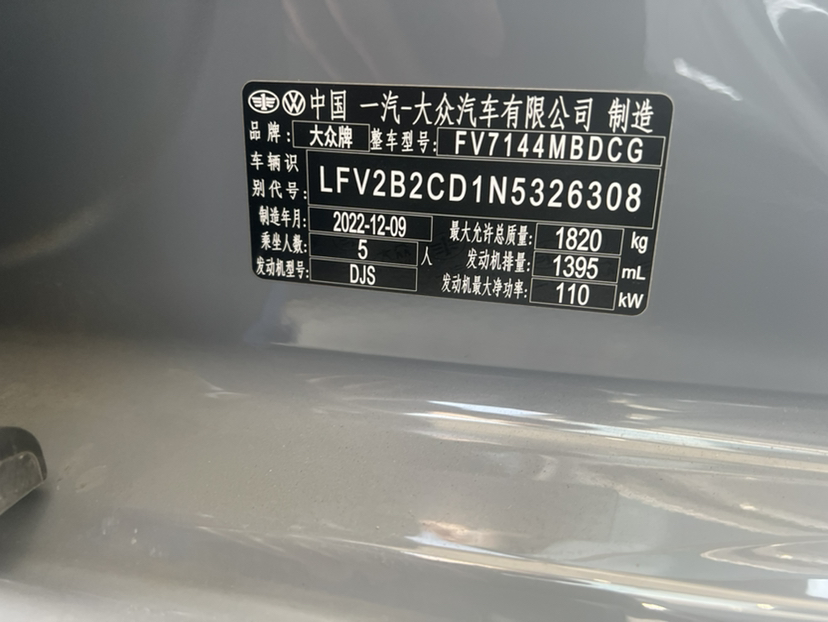 中国 一汽-大众汽车有限公司 制造
品牌: 大众牌 整车型号: FV7144MBDCG
车辆识别代号: LFV2B2CD1N5326308
制造年月: 2022-12-09 最大允许总质量: 1820 kg
乘坐人数: 5 人 发动机排量: 1395 mL
发动机型号: DJS 发动机最大净功率: 110 kW